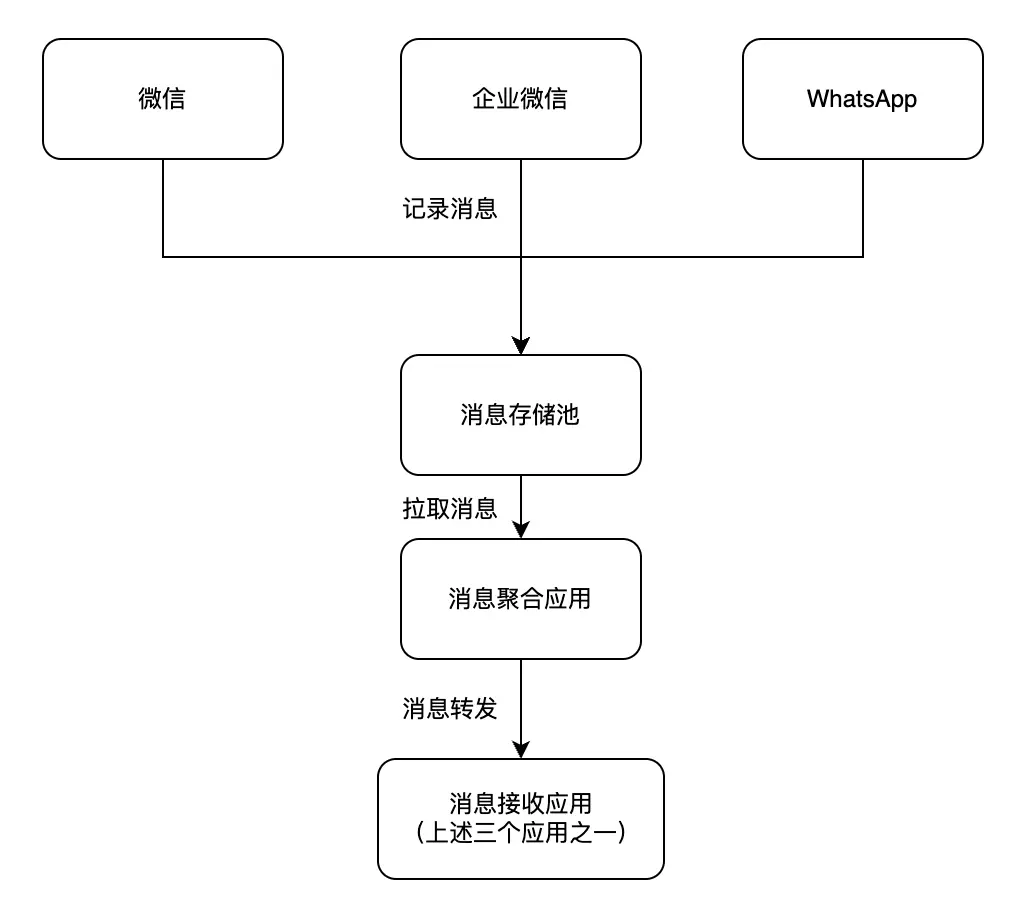 微信
企业微信
WhatsApp
记录消息
消息存储池
拉取消息
消息聚合应用
消息转发
消息接收应用
（上述三个应用之一）